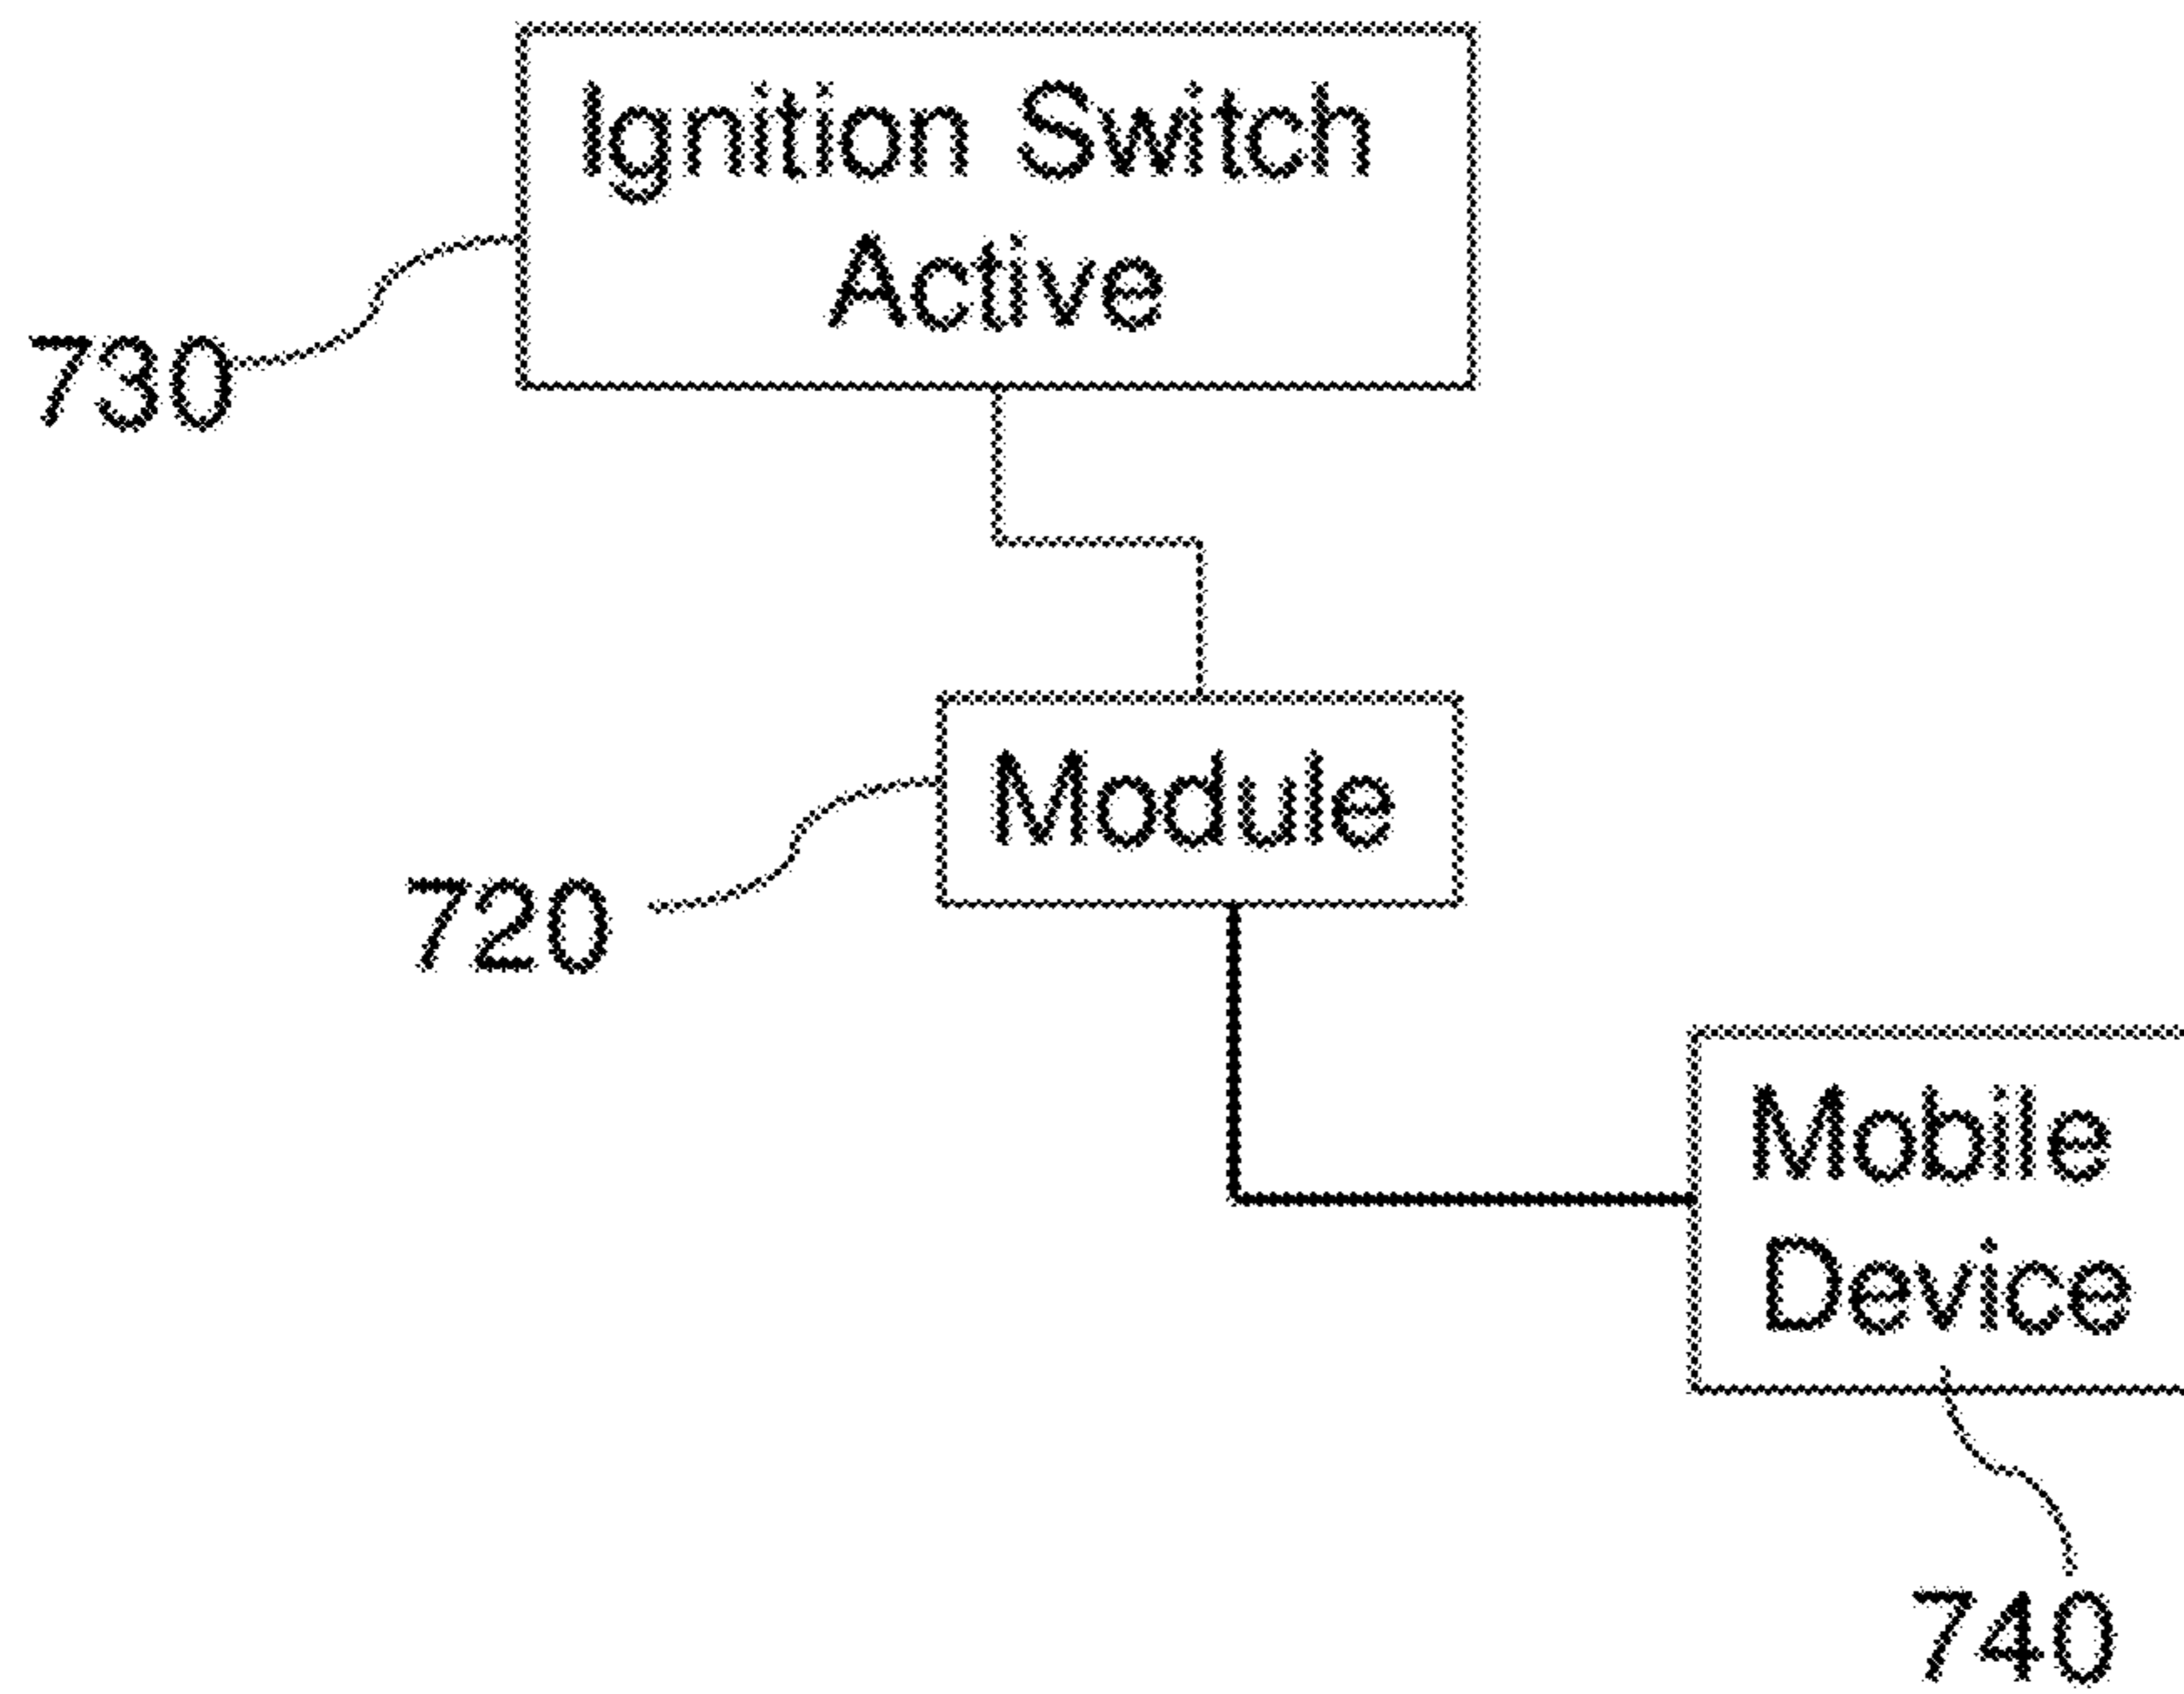 Ignition Switch
Active
730
Module
720
Mobile
Device
740